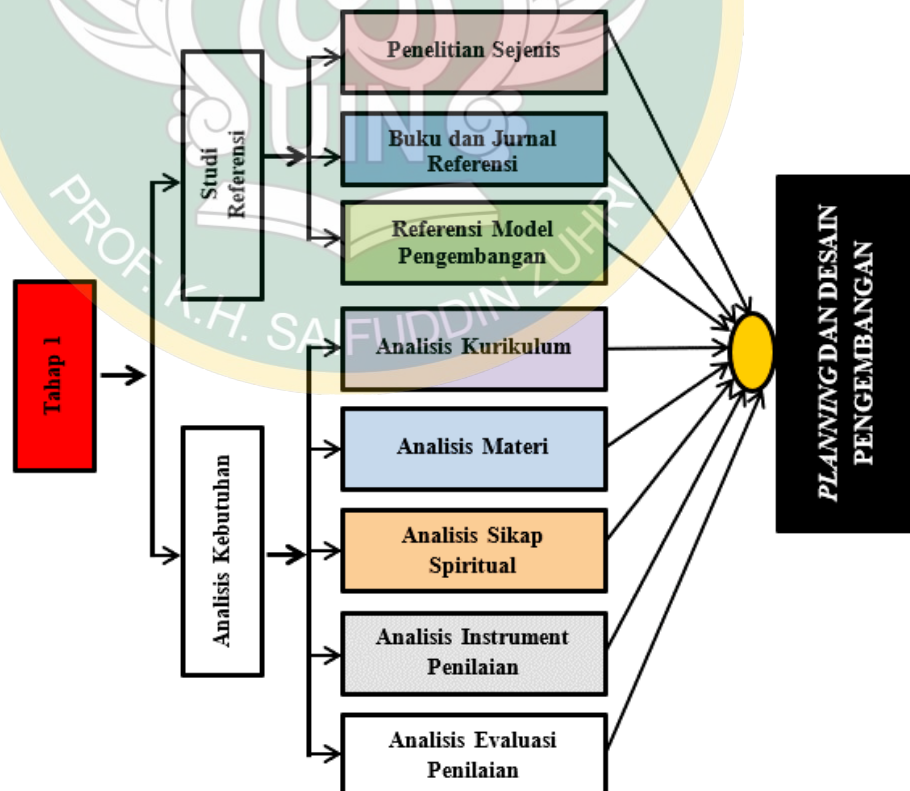 Tahap 1
Studi
Referensi
Analisis Kebutuhan
Penelitian Sejenis
Buku dan Jurnal
Referensi
Referensi Model
Pengembangan
Analisis Kurikulum
Analisis Materi
Analisis Sikap
Spiritual
Analisis Instrument
Penilaian
Analisis Evaluasi
Penilaian
PLANNING DAN DESAIN
PENGEMBANGAN
UIN
PROF. K.H. SAIFUDDIN ZUHRI